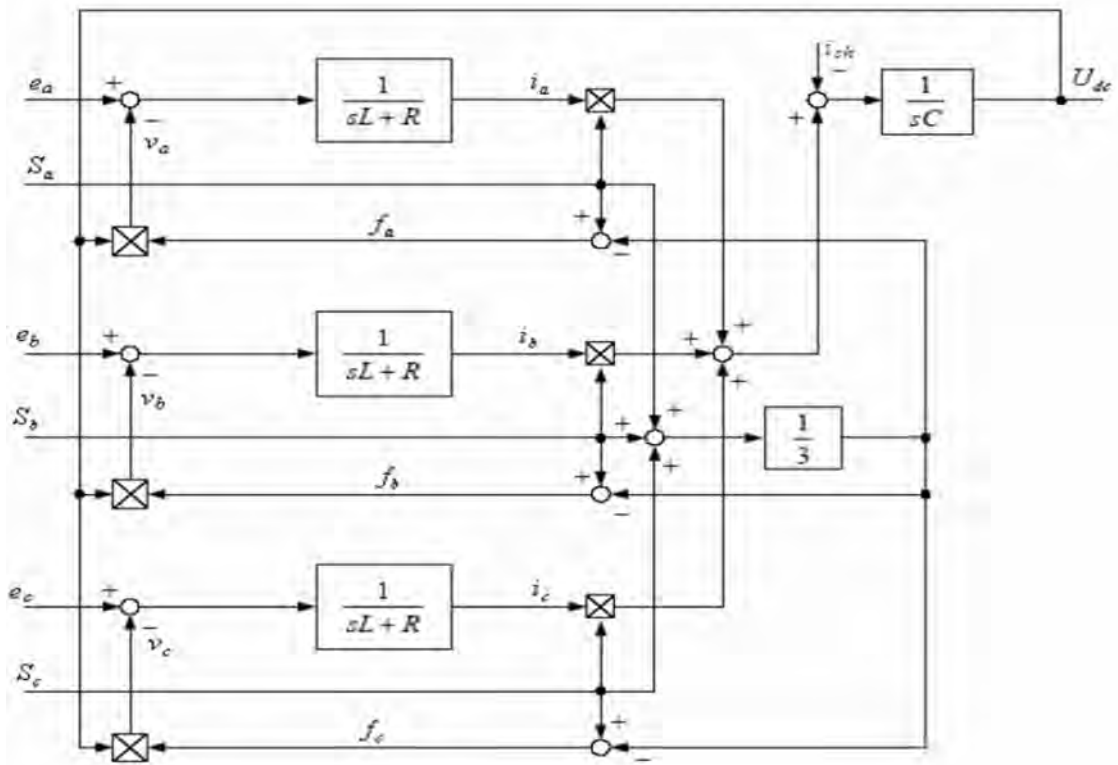 i_ch
−
e_a + 1/(sL + R) i_a + 1/(sC) U_dc
−
v_a
S_a
f_a + −
e_b + 1/(sL + R) i_b + + +
−
v_b
S_b + + + 1/3
f_b + −
e_c + 1/(sL + R) i_c
−
v_c
S_c
f_c + −